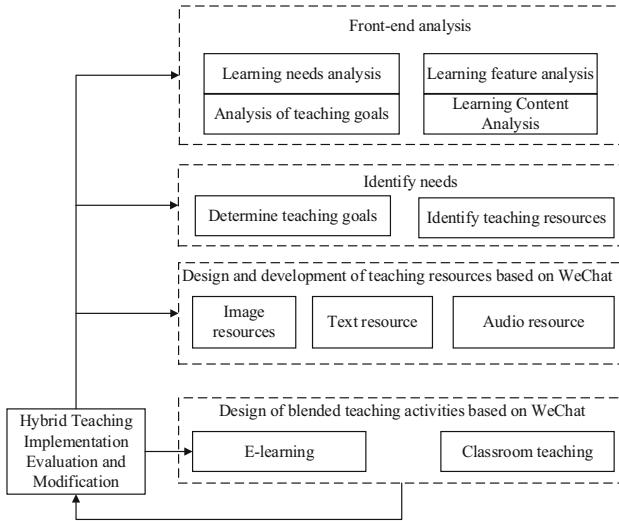 Front-end analysis
Learning needs analysis
Learning feature analysis
Analysis of teaching goals
Learning Content
Analysis
Identify needs
Determine teaching goals
Identify teaching resources
Design and development of teaching resources based on WeChat
Image
resources
Text resource
Audio resource
Design of blended teaching activities based on WeChat
E-learning
Classroom teaching
Hybrid Teaching
Implementation
Evaluation and
Modification